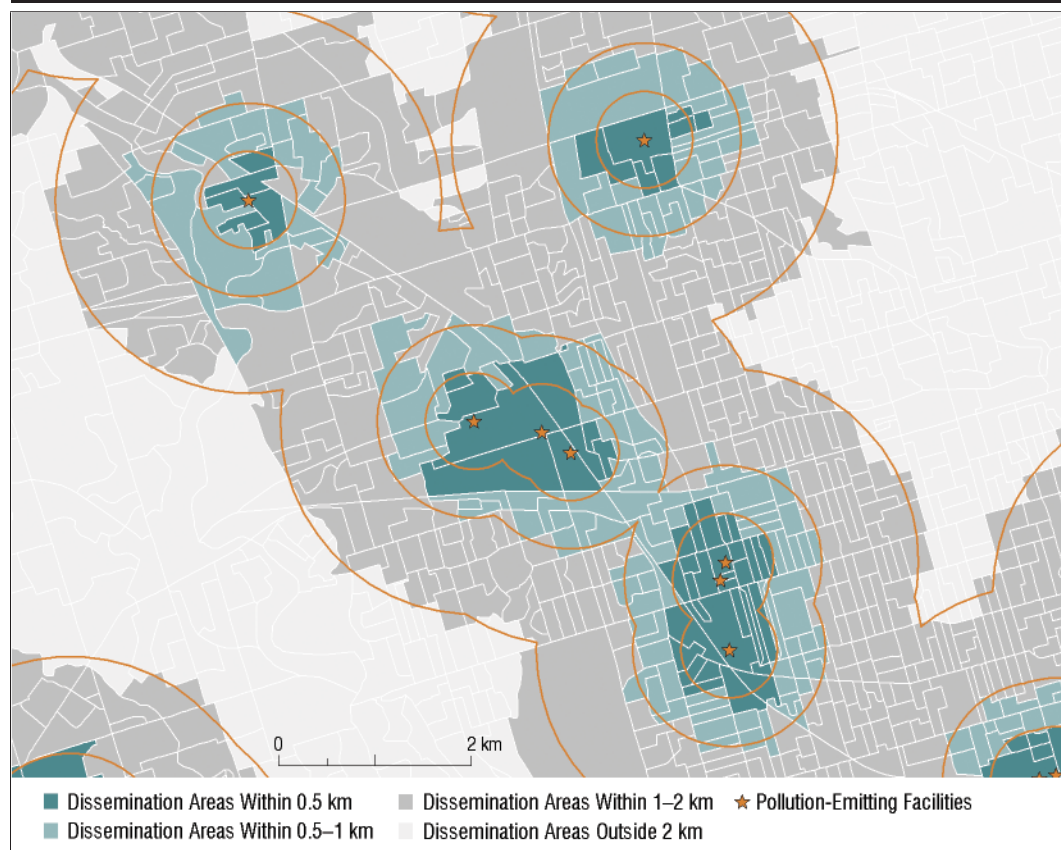 0 2 km
Dissemination Areas Within 0.5 km Dissemination Areas Within 1–2 km Pollution-Emitting Facilities
Dissemination Areas Within 0.5–1 km Dissemination Areas Outside 2 km